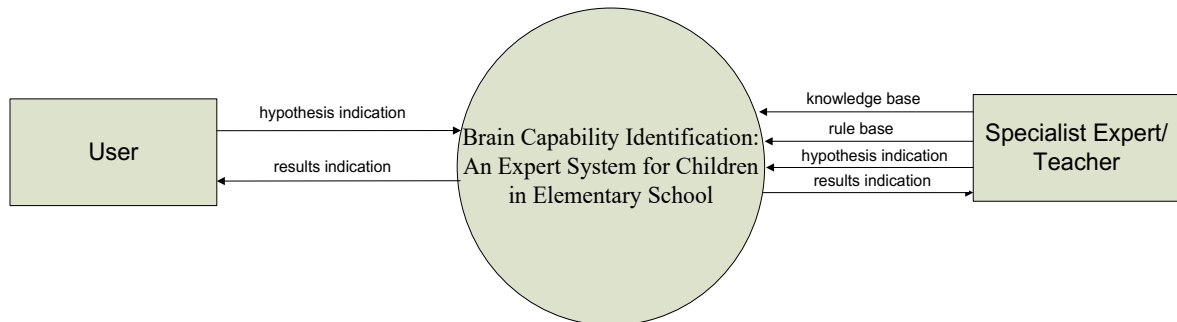 User
hypothesis indication
results indication
Brain Capability Identification:
An Expert System for Children
in Elementary School
knowledge base
rule base
hypothesis indication
results indication
Specialist Expert/
Teacher